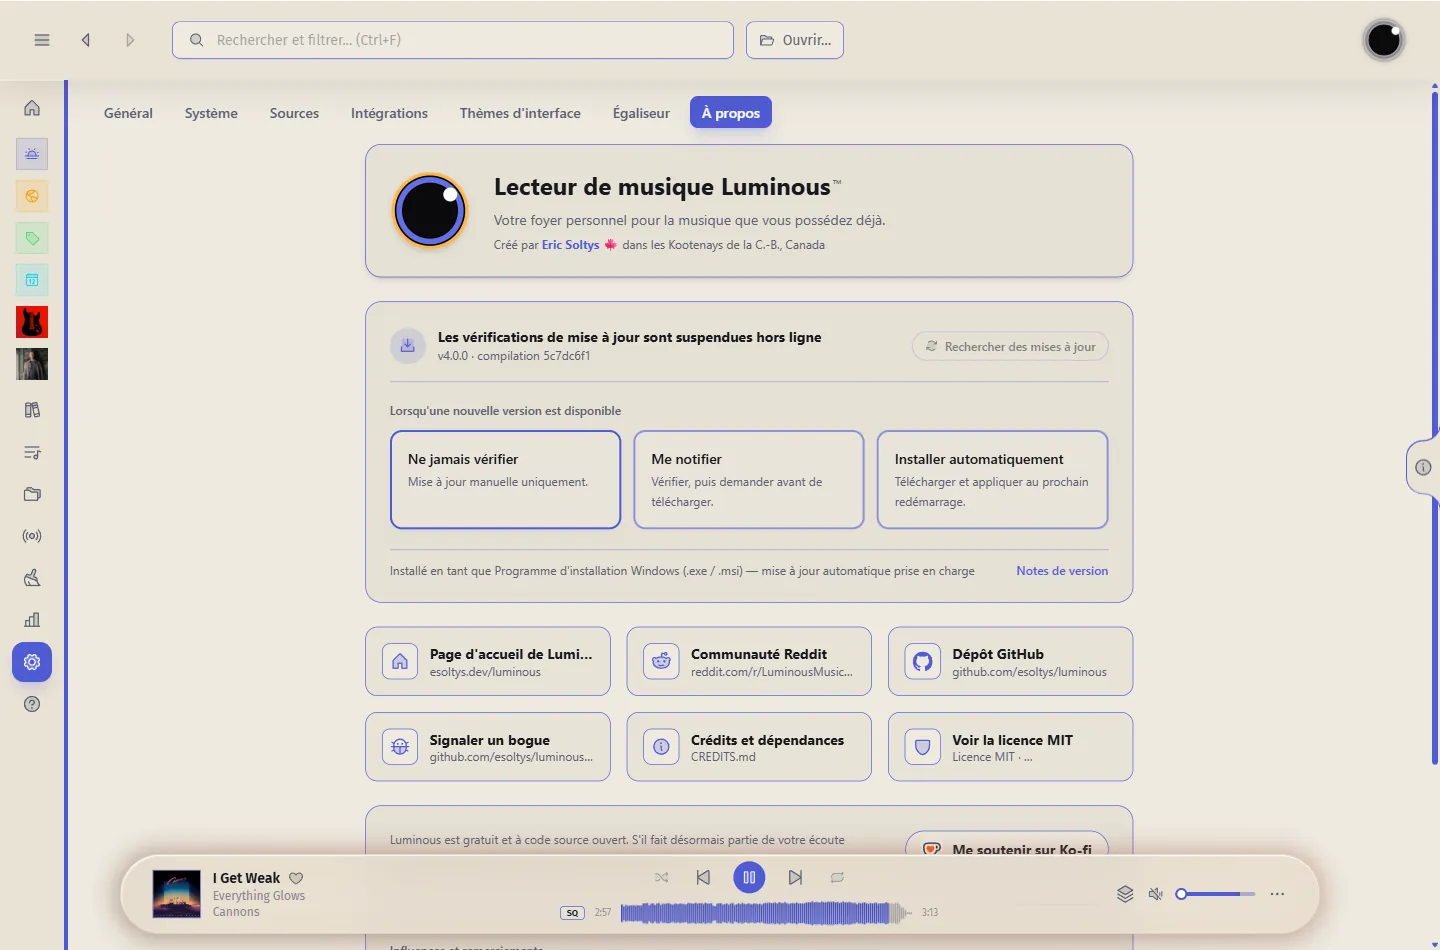 Rechercher et filtrer... (Ctrl+F)
Ouvrir...
Général
Système
Sources
Intégrations
Thèmes d'interface
Égaliseur
À propos
Lecteur de musique Luminous™
Votre foyer personnel pour la musique que vous possédez déjà.
Créé par Eric Soltys dans les Kootenays de la C.-B., Canada
Les vérifications de mise à jour sont suspendues hors ligne
v4.0.0 · compilation 5c7dc6f1
Rechercher des mises à jour
Lorsqu'une nouvelle version est disponible
Ne jamais vérifier
Mise à jour manuelle uniquement.
Me notifier
Vérifier, puis demander avant de
télécharger.
Installer automatiquement
Télécharger et appliquer au prochain
redémarrage.
Installé en tant que Programme d'installation Windows (.exe / .msi) — mise à jour automatique prise en charge
Notes de version
Page d'accueil de Lumi...
esoltys.dev/luminous
Communauté Reddit
reddit.com/r/LuminousMusic...
Dépôt GitHub
github.com/esoltys/luminous
Signaler un bogue
github.com/esoltys/luminous...
Crédits et dépendances
CREDITS.md
Voir la licence MIT
Licence MIT · ...
Luminous est gratuit et à code source ouvert. S'il fait désormais partie de votre écoute
Me soutenir sur Ko-fi
I Get Weak
Everything Glows
Cannons
SQ
2:57
3:13